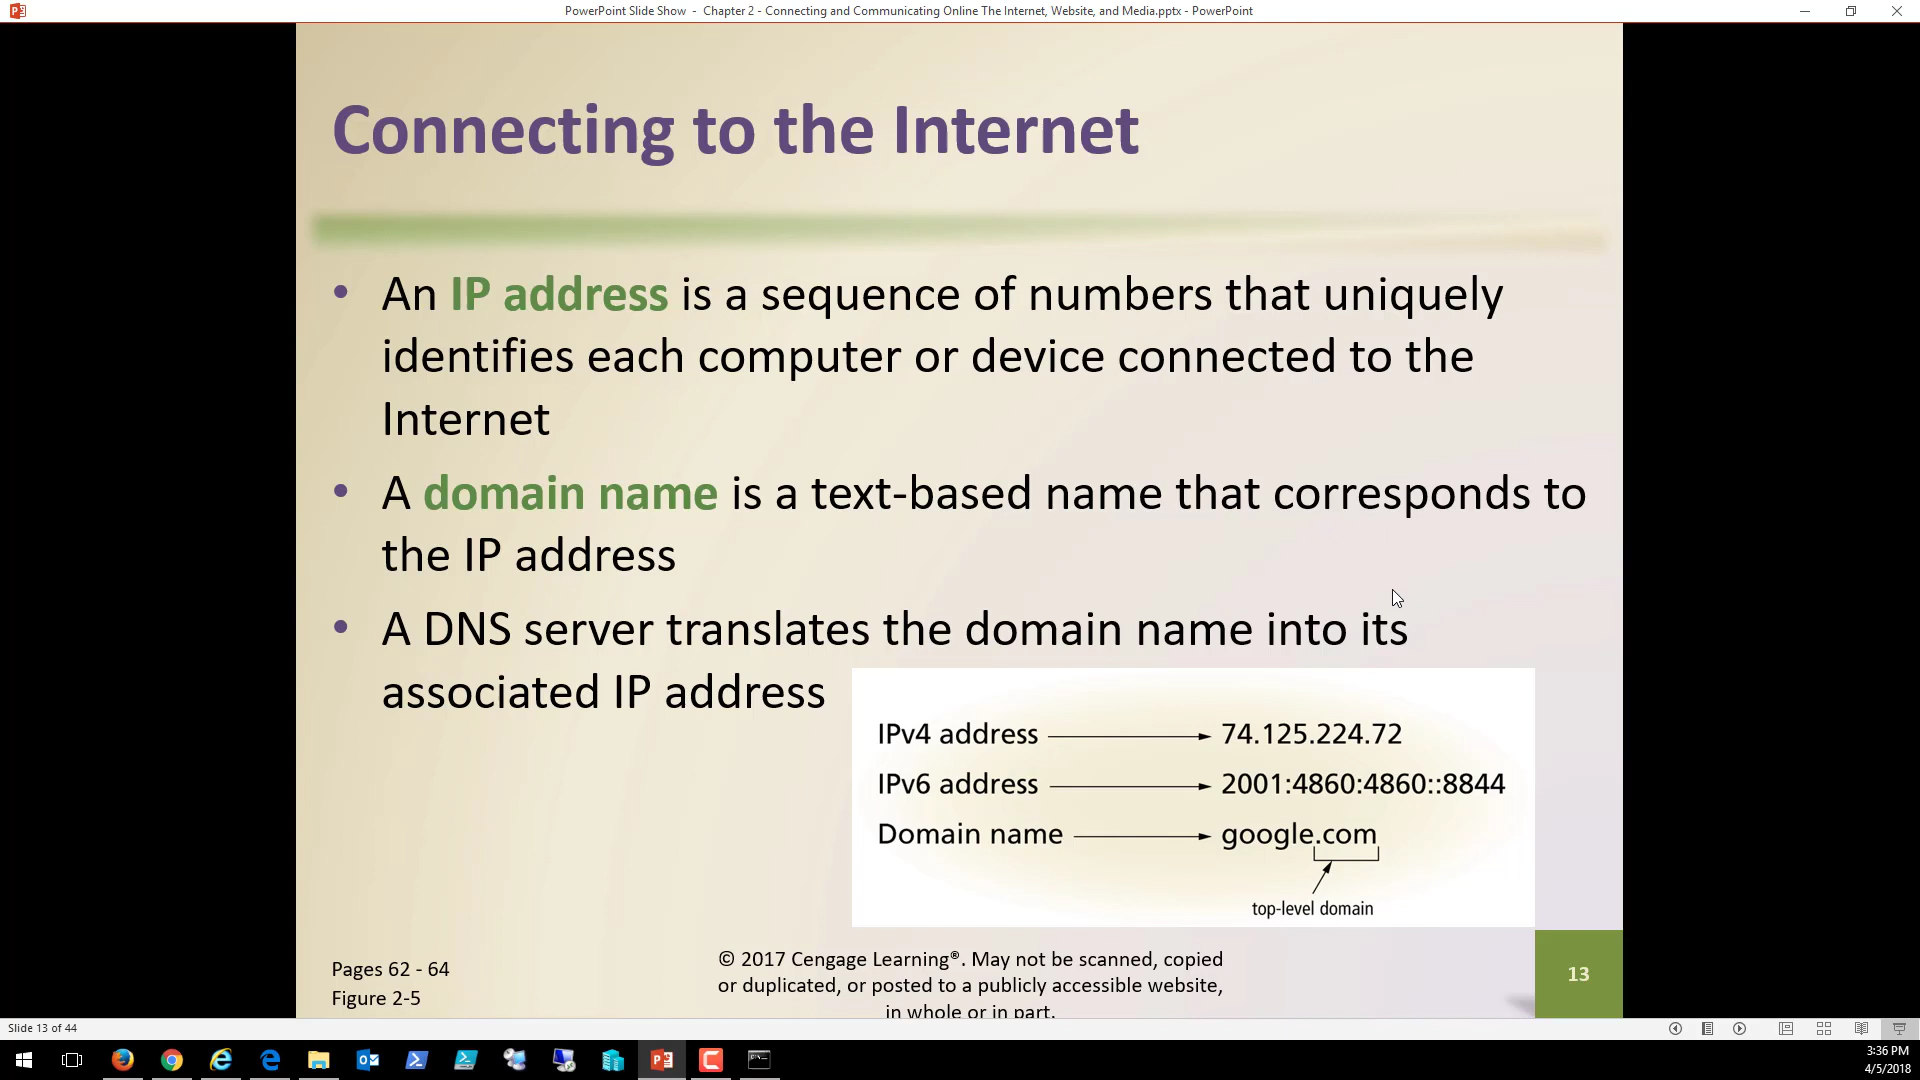 PowerPoint Slide Show - Chapter 2 - Connecting and Communicating Online The Internet, Website, and Media.pptx - PowerPoint
Connecting to the Internet
• An IP address is a sequence of numbers that uniquely
identifies each computer or device connected to the
Internet
• A domain name is a text-based name that corresponds to
the IP address
• A DNS server translates the domain name into its
associated IP address
IPv4 address 74.125.224.72
IPv6 address 2001:4860:4860::8844
Domain name google.com
top-level domain
Pages 62 - 64
Figure 2-5
© 2017 Cengage Learning®. May not be scanned, copied
or duplicated, or posted to a publicly accessible website,
in whole or in part.
13
Slide 13 of 44
3:36 PM
4/5/2018